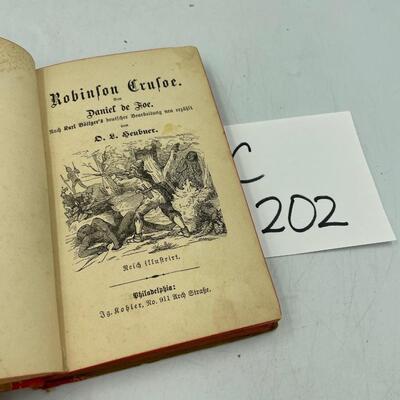 Robinson Crusoe.
Von
Daniel de Foe.
Nach Karl Böttger's deutscher Bearbeitung neu erzählt
von
O. L. Heubner.
Reich illustrirt.
Philadelphia:
Ig. Kohler, No. 911 Arch Straße.
C
202